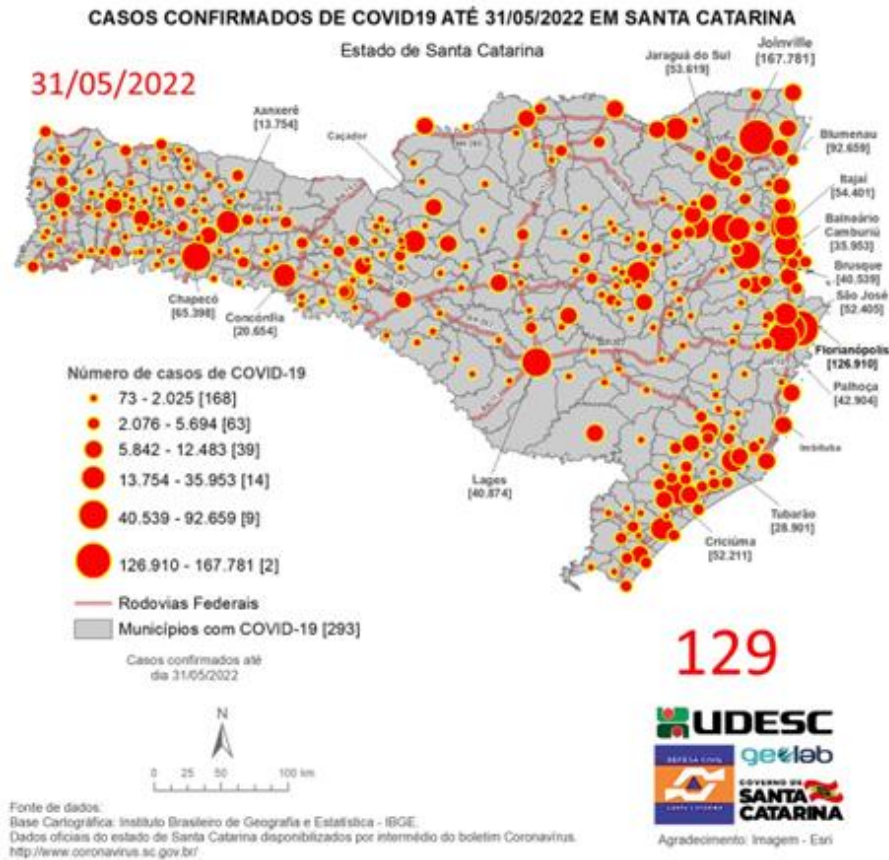 CASOS CONFIRMADOS DE COVID19 ATÉ 31/05/2022 EM SANTA CATARINA
Estado de Santa Catarina
31/05/2022
Joinville
[167.781]
Jaraguá do Sul
[53.619]
Xanxerê
[13.754]
Caçador
Blumenau
[92.659]
Itajaí
[54.401]
Balneário
Camburiú
[35.953]
Brusque
[40.539]
São José
[52.405]
Florianópolis
[126.910]
Palhoça
[42.904]
Imbituba
Chapecó
[65.398]
Concórdia
[20.654]
Lages
[40.874]
Tubarão
[28.901]
Criciúma
[52.211]
Número de casos de COVID-19
73 - 2.025 [168]
2.076 - 5.694 [63]
5.842 - 12.483 [39]
13.754 - 35.953 [14]
40.539 - 92.659 [9]
126.910 - 167.781 [2]
Rodovias Federais
Municípios com COVID-19 [293]
Casos confirmados até
dia 31/05/2022
N
0 25 50 100 km
129
UDESC
DEFESA CIVIL
SANTA CATARINA
geolab
GOVERNO DE
SANTA
CATARINA
Agradecimento: Imagem - Esri
Fonte de dados:
Base Cartográfica: Instituto Brasileiro de Geografia e Estatística - IBGE.
Dados oficiais do estado de Santa Catarina disponibilizados por intermédio do boletim Coronavírus.
http://www.coronavirus.sc.gov.br/